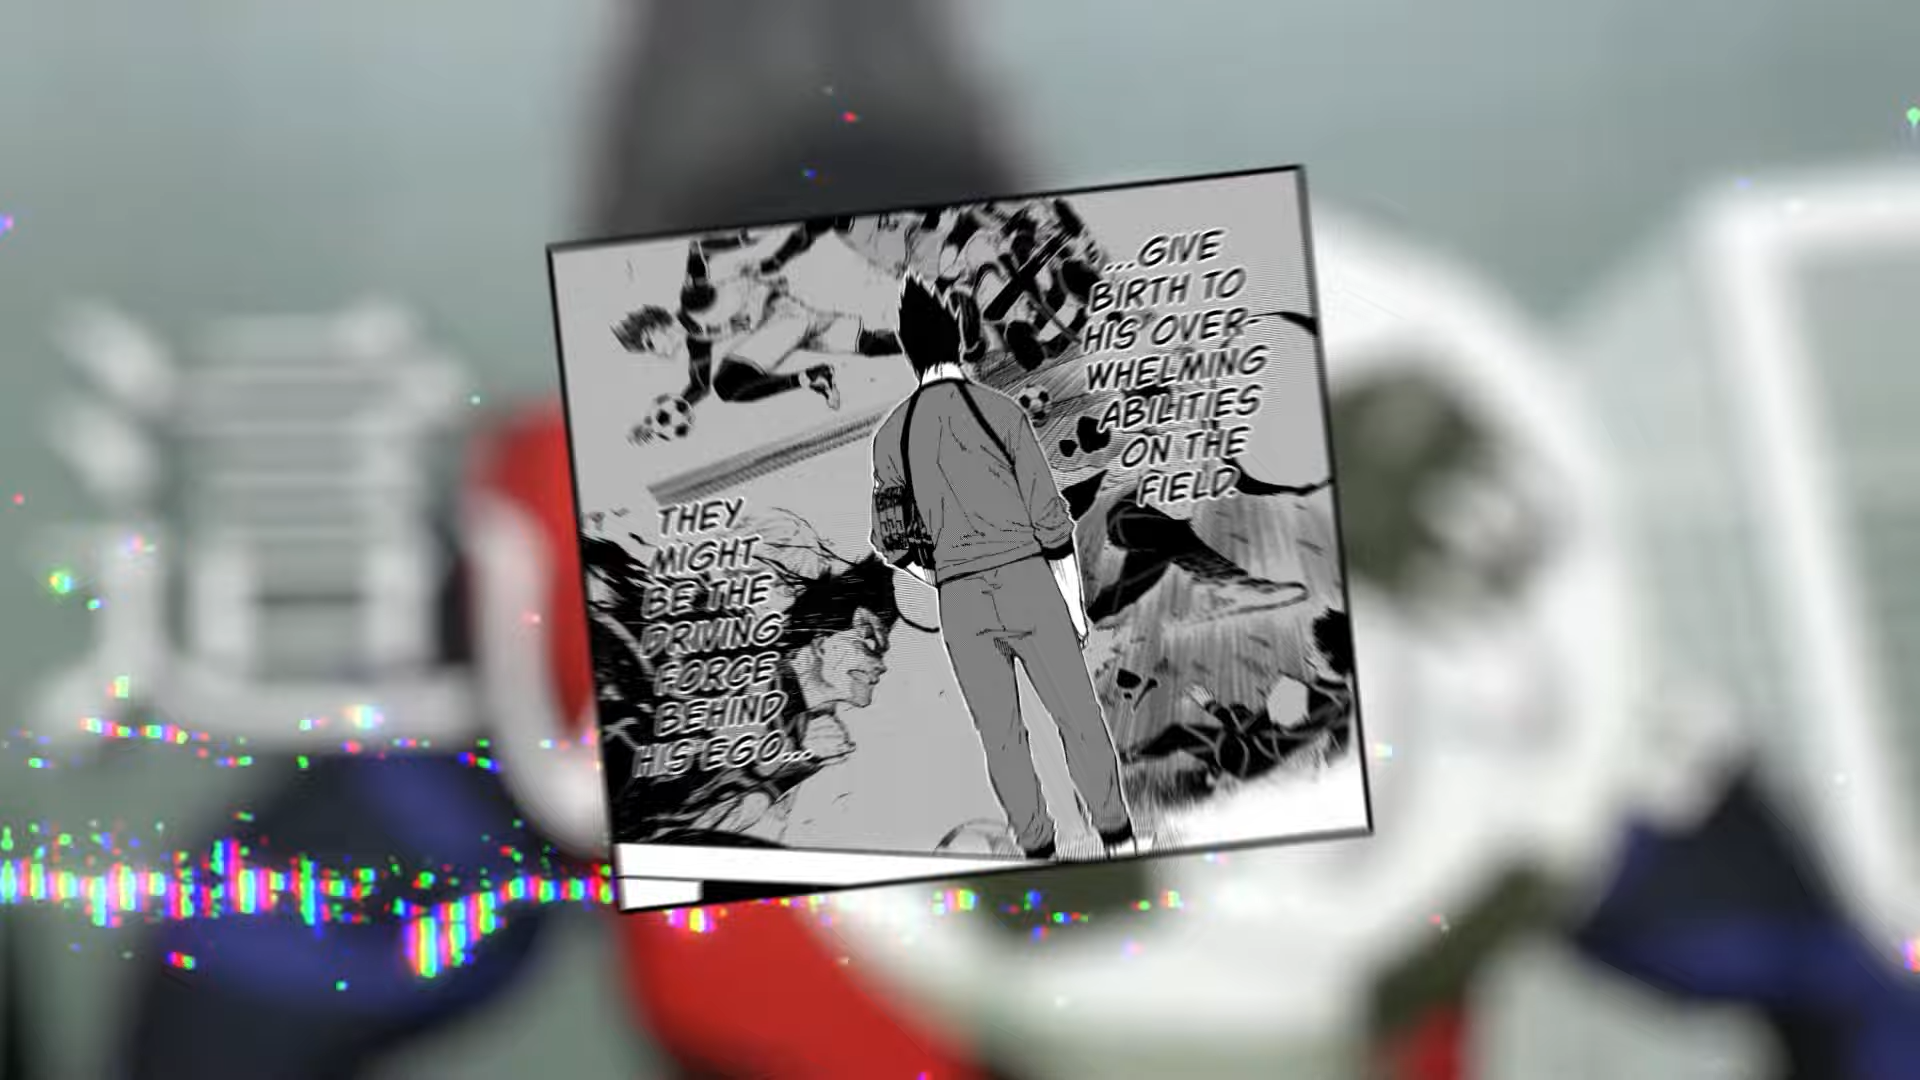 ...GIVE
BIRTH TO
HIS OVER-
WHELMING
ABILITIES
ON THE
FIELD.
THEY
MIGHT
BE THE
DRIVING
FORCE
BEHIND
HIS EGO...